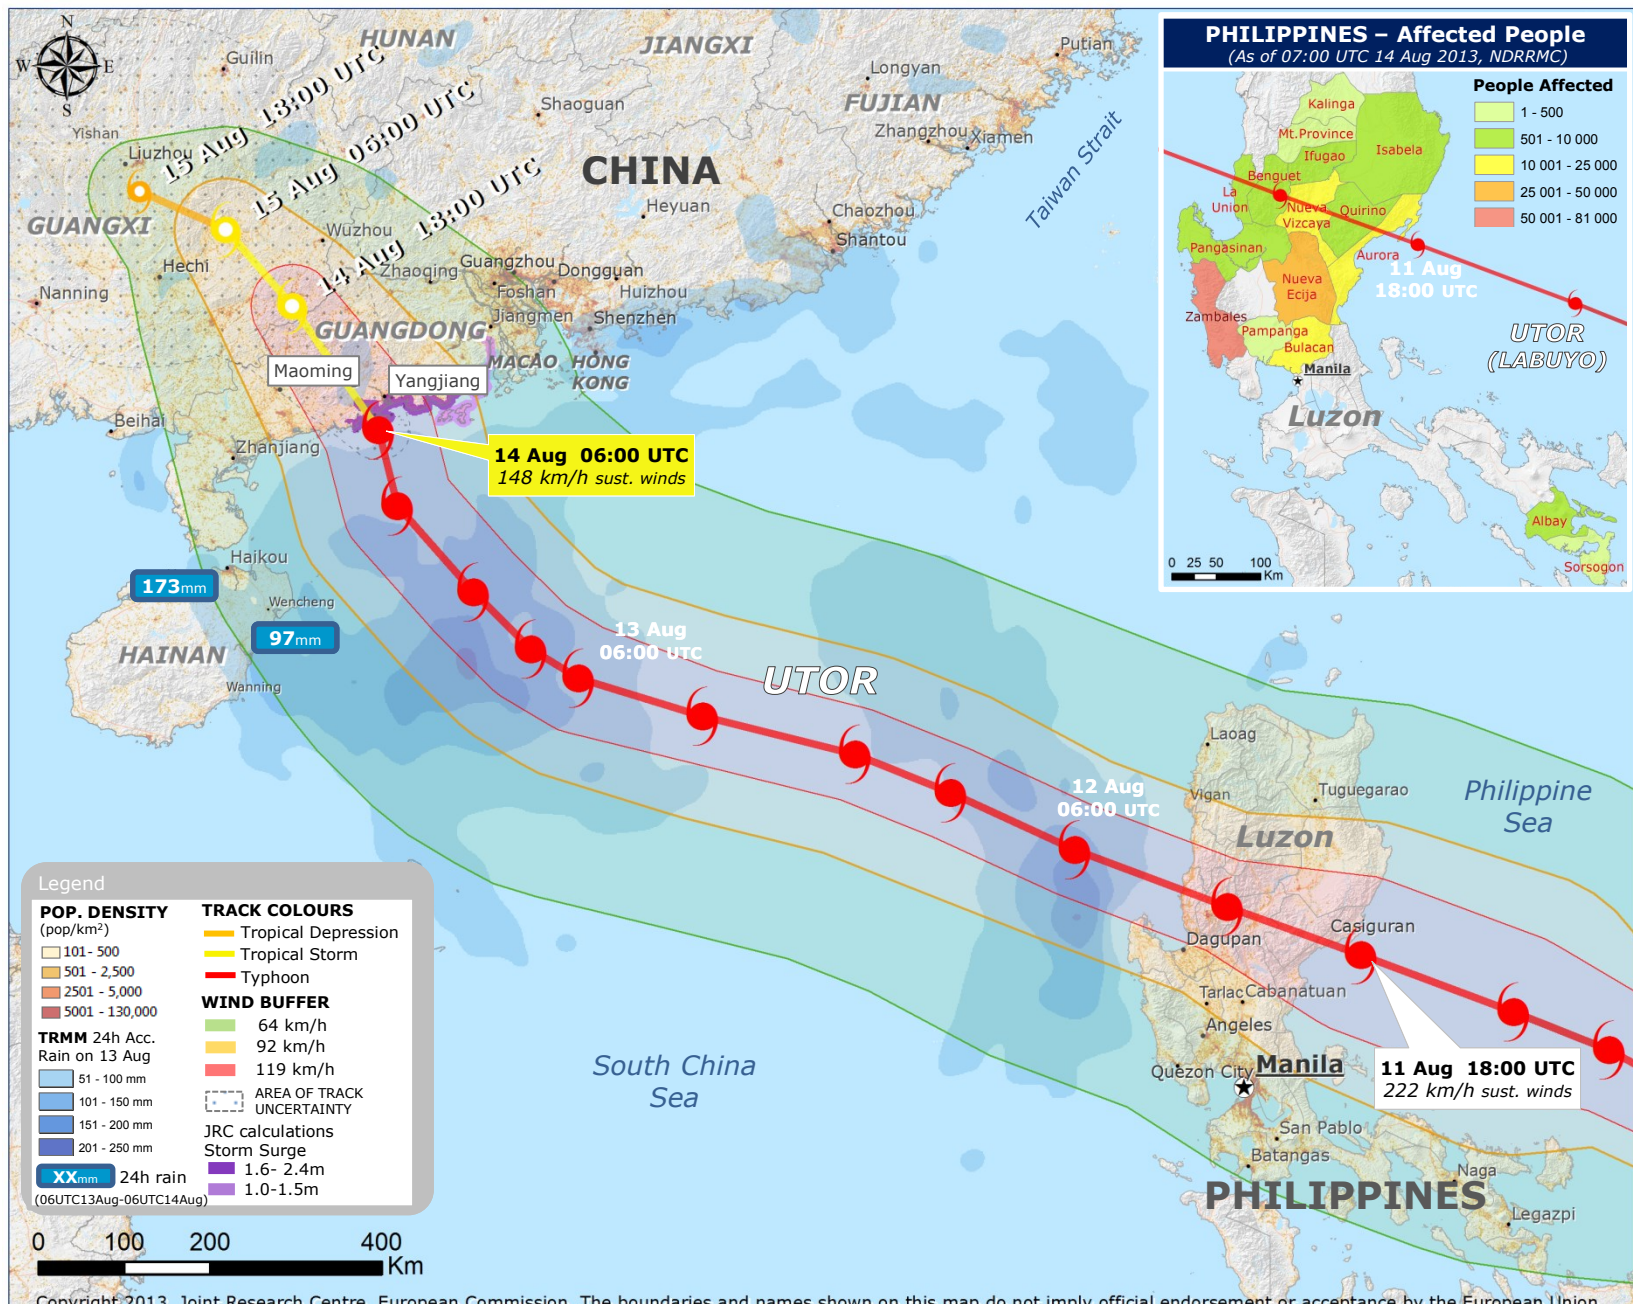 N
W
E
S
HUNAN
JIANGXI
Guilin
Putian
Longyan
Shaoguan
FUJIAN
Yishan
Zhangzhou
Xiamen
Liuzhou
CHINA
Taiwan Strait
15 Aug 18:00 UTC
15 Aug 06:00 UTC
14 Aug 18:00 UTC
GUANGXI
Heyuan
Chaozhou
Wuzhou
Shantou
Hechi
Zhaoqing
Guangzhou
Dongguan
Nanning
Foshan
Huizhou
Jiangmen
Shenzhen
GUANGDONG
MACAO
HONG
KONG
Maoming
Yangjiang
Beihai
Zhanjiang
14 Aug 06:00 UTC
148 km/h sust. winds
Haikou
173mm
Wencheng
97mm
HAINAN
Wanning
13 Aug
06:00 UTC
UTOR
12 Aug
06:00 UTC
Laoag
Vigan
Tuguegarao
Luzon
Philippine
Sea
Casiguran
Dagupan
Tarlac
Cabanatuan
Angeles
Quezon City
Manila
11 Aug 18:00 UTC
222 km/h sust. winds
San Pablo
Batangas
Naga
PHILIPPINES
Legazpi
South China
Sea
PHILIPPINES – Affected People
(As of 07:00 UTC 14 Aug 2013, NDRRMC)
People Affected
1 - 500
501 - 10 000
10 001 - 25 000
25 001 - 50 000
50 001 - 81 000
Kalinga
Mt.Province
Ifugao
Isabela
Benguet
La
Union
Nueva
Vizcaya
Quirino
Pangasinan
Aurora
11 Aug
18:00 UTC
Nueva
Ecija
Zambales
Pampanga
Bulacan
UTOR
(LABUYO)
Manila
Luzon
Albay
Sorsogon
0 25 50 100
Km
Legend
POP. DENSITY
(pop/km²)
101- 500
501 - 2,500
2501 - 5,000
5001 - 130,000
TRMM 24h Acc.
Rain on 13 Aug
51 - 100 mm
101 - 150 mm
151 - 200 mm
201 - 250 mm
XXmm 24h rain
(06UTC13Aug-06UTC14Aug)
TRACK COLOURS
Tropical Depression
Tropical Storm
Typhoon
WIND BUFFER
64 km/h
92 km/h
119 km/h
AREA OF TRACK
UNCERTAINTY
JRC calculations
Storm Surge
1.6- 2.4m
1.0-1.5m
0 100 200 400
Km
Copyright 2013, Joint Research Centre, European Commission. The boundaries and names shown on this map do not imply official endorsement or acceptance by the European Union